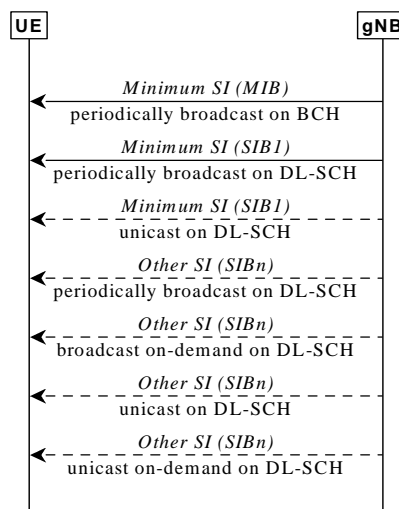 UE
gNB
Minimum SI (MIB)
periodically broadcast on BCH
Minimum SI (SIB1)
periodically broadcast on DL-SCH
Minimum SI (SIB1)
unicast on DL-SCH
Other SI (SIBn)
periodically broadcast on DL-SCH
Other SI (SIBn)
broadcast on-demand on DL-SCH
Other SI (SIBn)
unicast on DL-SCH
Other SI (SIBn)
unicast on-demand on DL-SCH